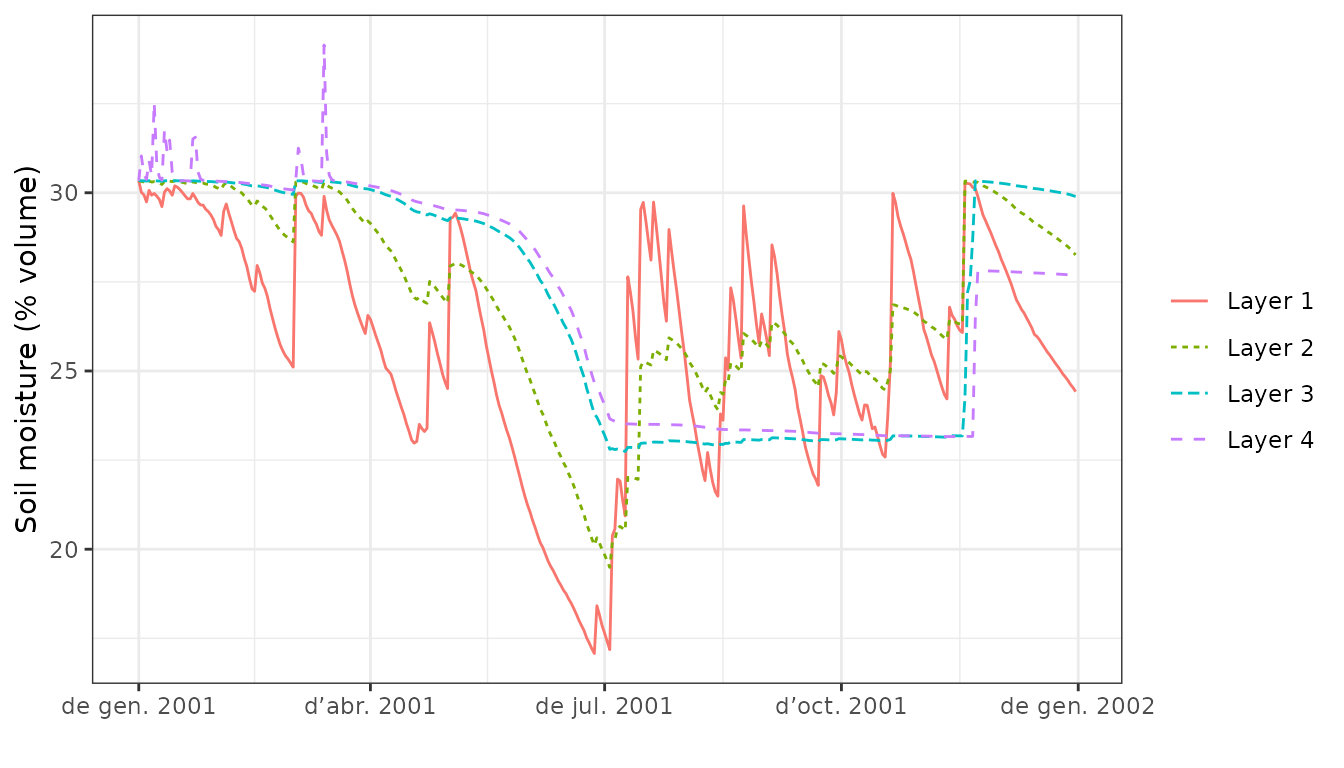 Soil moisture (% volume)
30
25
20
de gen. 2001
d’abr. 2001
de jul. 2001
d’oct. 2001
de gen. 2002
Layer 1
Layer 2
Layer 3
Layer 4